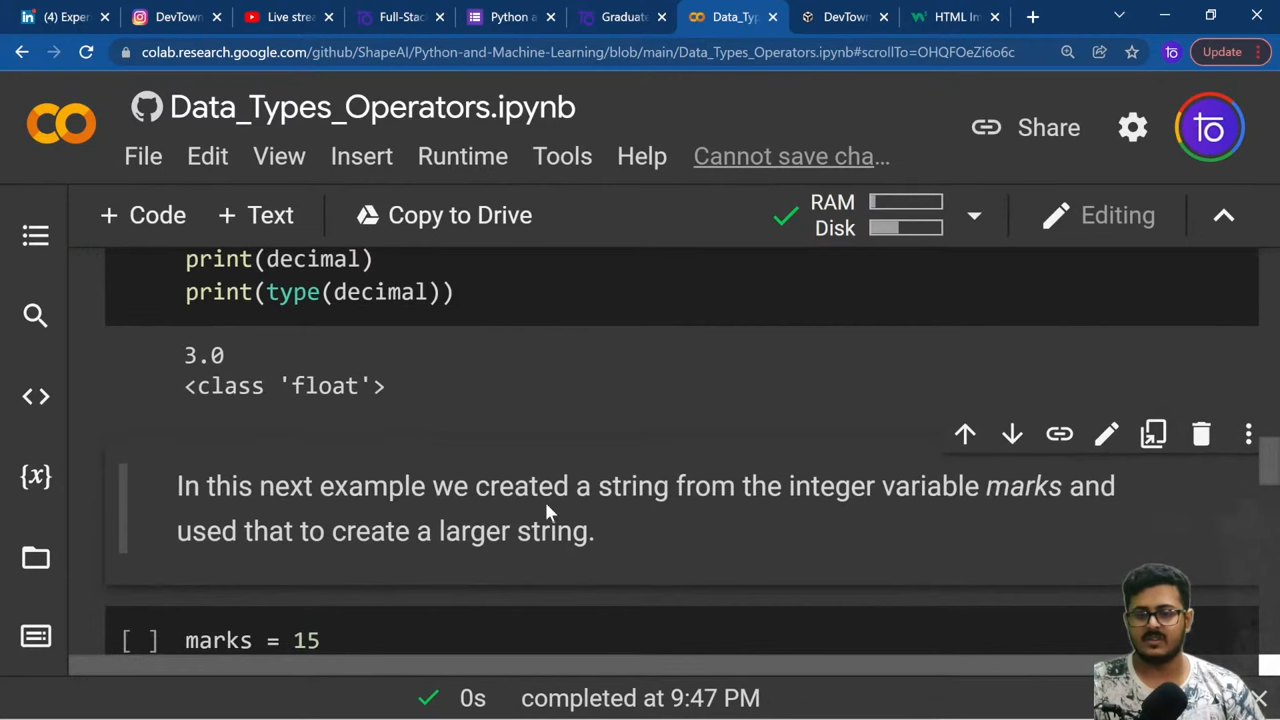 (4) Exper
DevTown
Live stre
Full-Stack
Python a
Graduate
Data_Typ
DevTown
HTML Im
colab.research.google.com/github/ShapeAI/Python-and-Machine-Learning/blob/main/Data_Types_Operators.ipynb#scrollTo=OHQFOeZi6o6c
Update
Data_Types_Operators.ipynb
Share
File Edit View Insert Runtime Tools Help Cannot save cha...
+ Code + Text Copy to Drive
RAM
Disk
Editing
print(decimal)
print(type(decimal))
3.0
<class 'float'>
In this next example we created a string from the integer variable marks and
used that to create a larger string.
[ ] marks = 15
0s completed at 9:47 PM